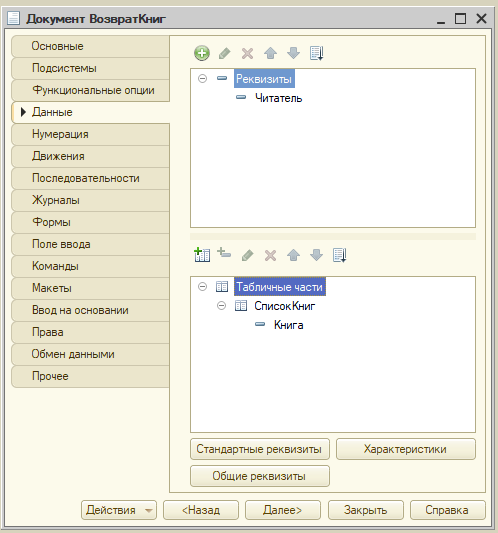 Документ ВозвратКниг
Основные
Подсистемы
Функциональные опции
Данные
Нумерация
Движения
Последовательности
Журналы
Формы
Поле ввода
Команды
Макеты
Ввод на основании
Права
Обмен данными
Прочее
Реквизиты
Читатель
Табличные части
СписокКниг
Книга
Стандартные реквизиты
Характеристики
Общие реквизиты
Действия
<Назад
Далее>
Закрыть
Справка